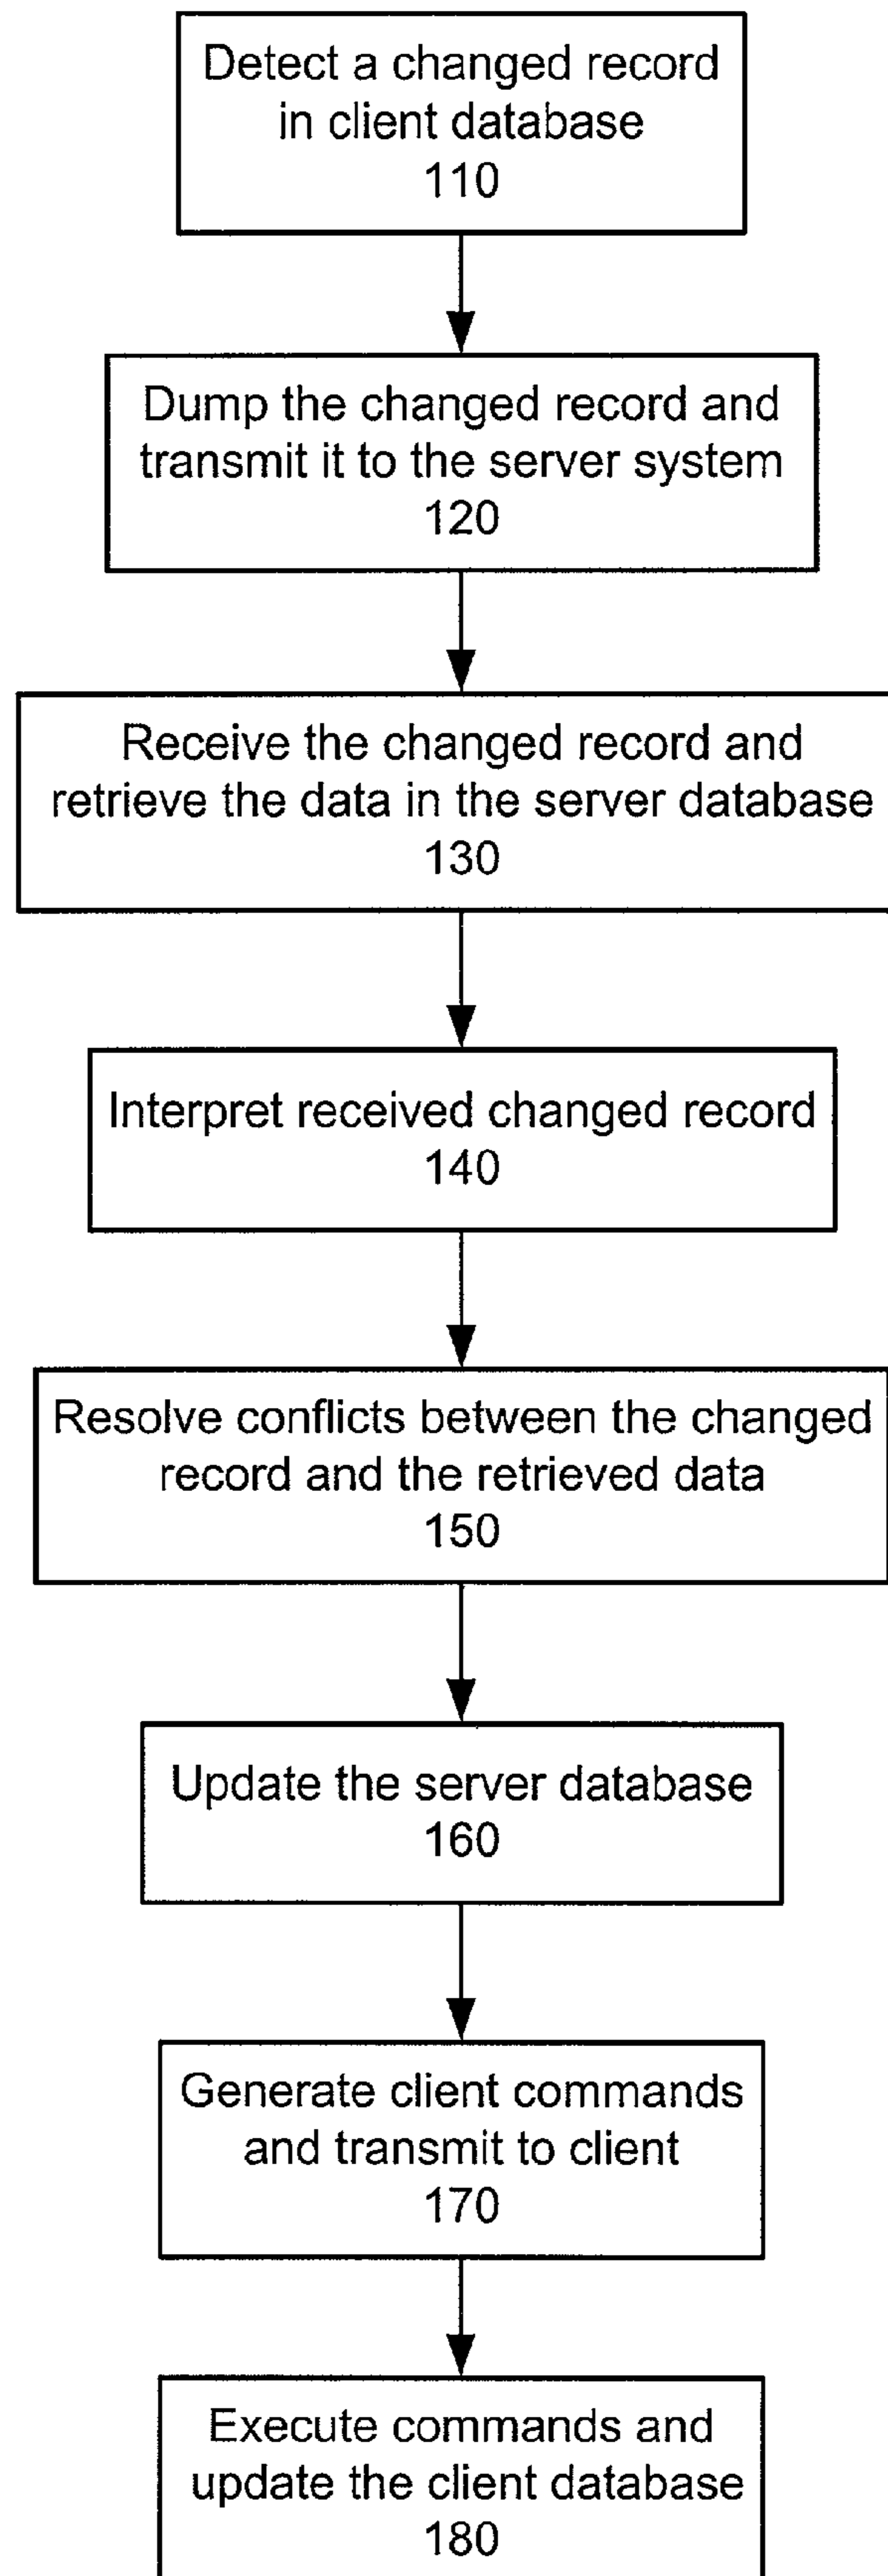 Detect a changed record
in client database
110
Dump the changed record and
transmit it to the server system
120
Receive the changed record and
retrieve the data in the server database
130
Interpret received changed record
140
Resolve conflicts between the changed
record and the retrieved data
150
Update the server database
160
Generate client commands
and transmit to client
170
Execute commands and
update the client database
180